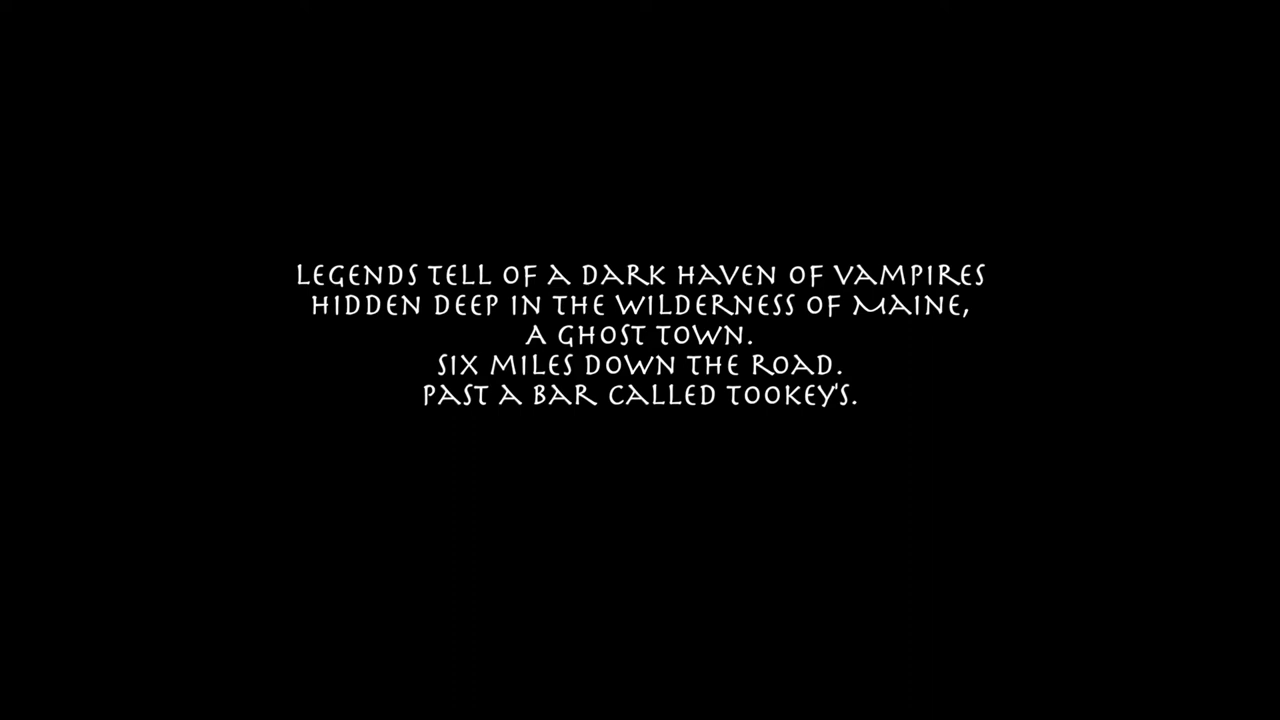 LEGENDS TELL OF A DARK HAVEN OF VAMPIRES
HIDDEN DEEP IN THE WILDERNESS OF MAINE,
A GHOST TOWN.
SIX MILES DOWN THE ROAD.
PAST A BAR CALLED TOOKEY'S.